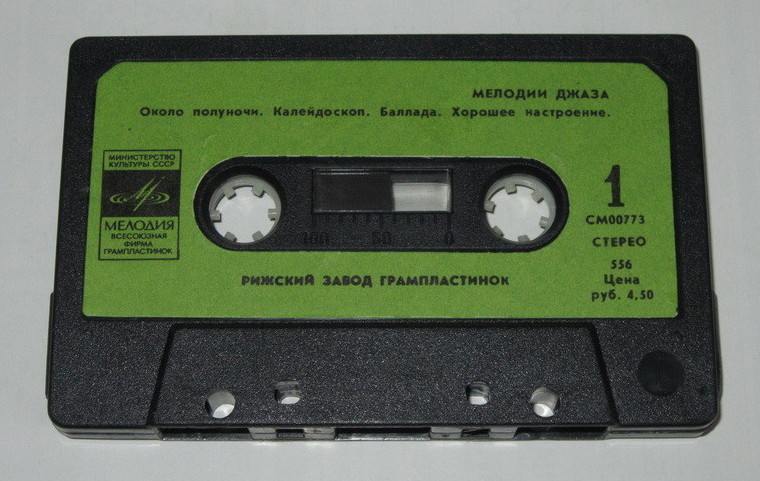 МЕЛОДИИ ДЖАЗА
Около полуночи. Калейдоскоп. Баллада. Хорошее настроение.
МИНИСТЕРСТВО
КУЛЬТУРЫ СССР
МЕЛОДИЯ
ВСЕСОЮЗНАЯ
ФИРМА
ГРАМПЛАСТИНОК
1
СМ00773
СТЕРЕО
100 50 0
556
Цена
руб. 4,50
РИЖСКИЙ ЗАВОД ГРАМПЛАСТИНОК